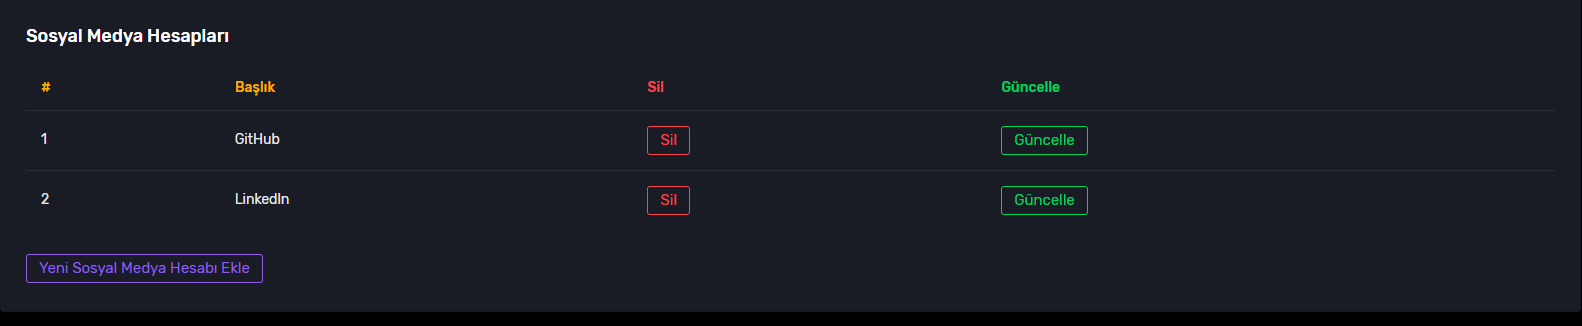 Sosyal Medya Hesapları
# Başlık Sil Güncelle
1 GitHub Sil Güncelle
2 LinkedIn Sil Güncelle
Yeni Sosyal Medya Hesabı Ekle